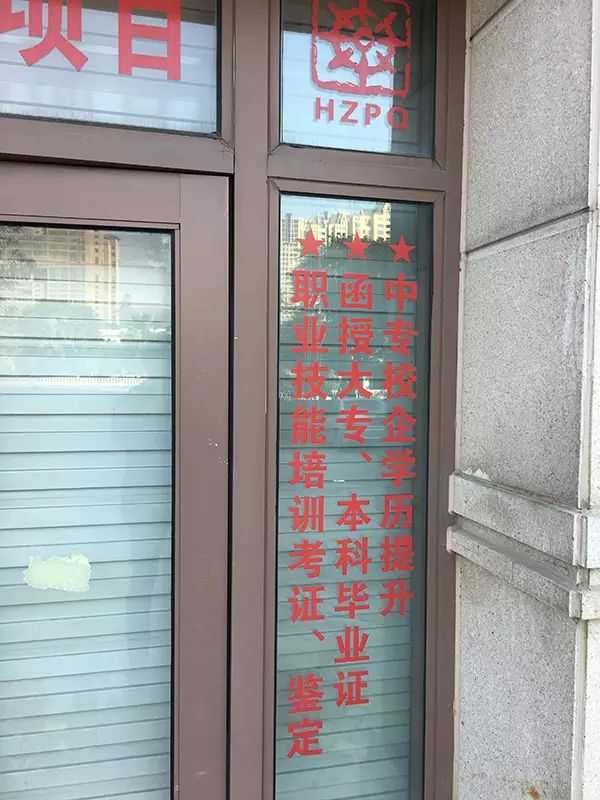 项目
HZPQ
★中专校企学历提升
★函授大专、本科毕业证
★职业技能培训考证、鉴定